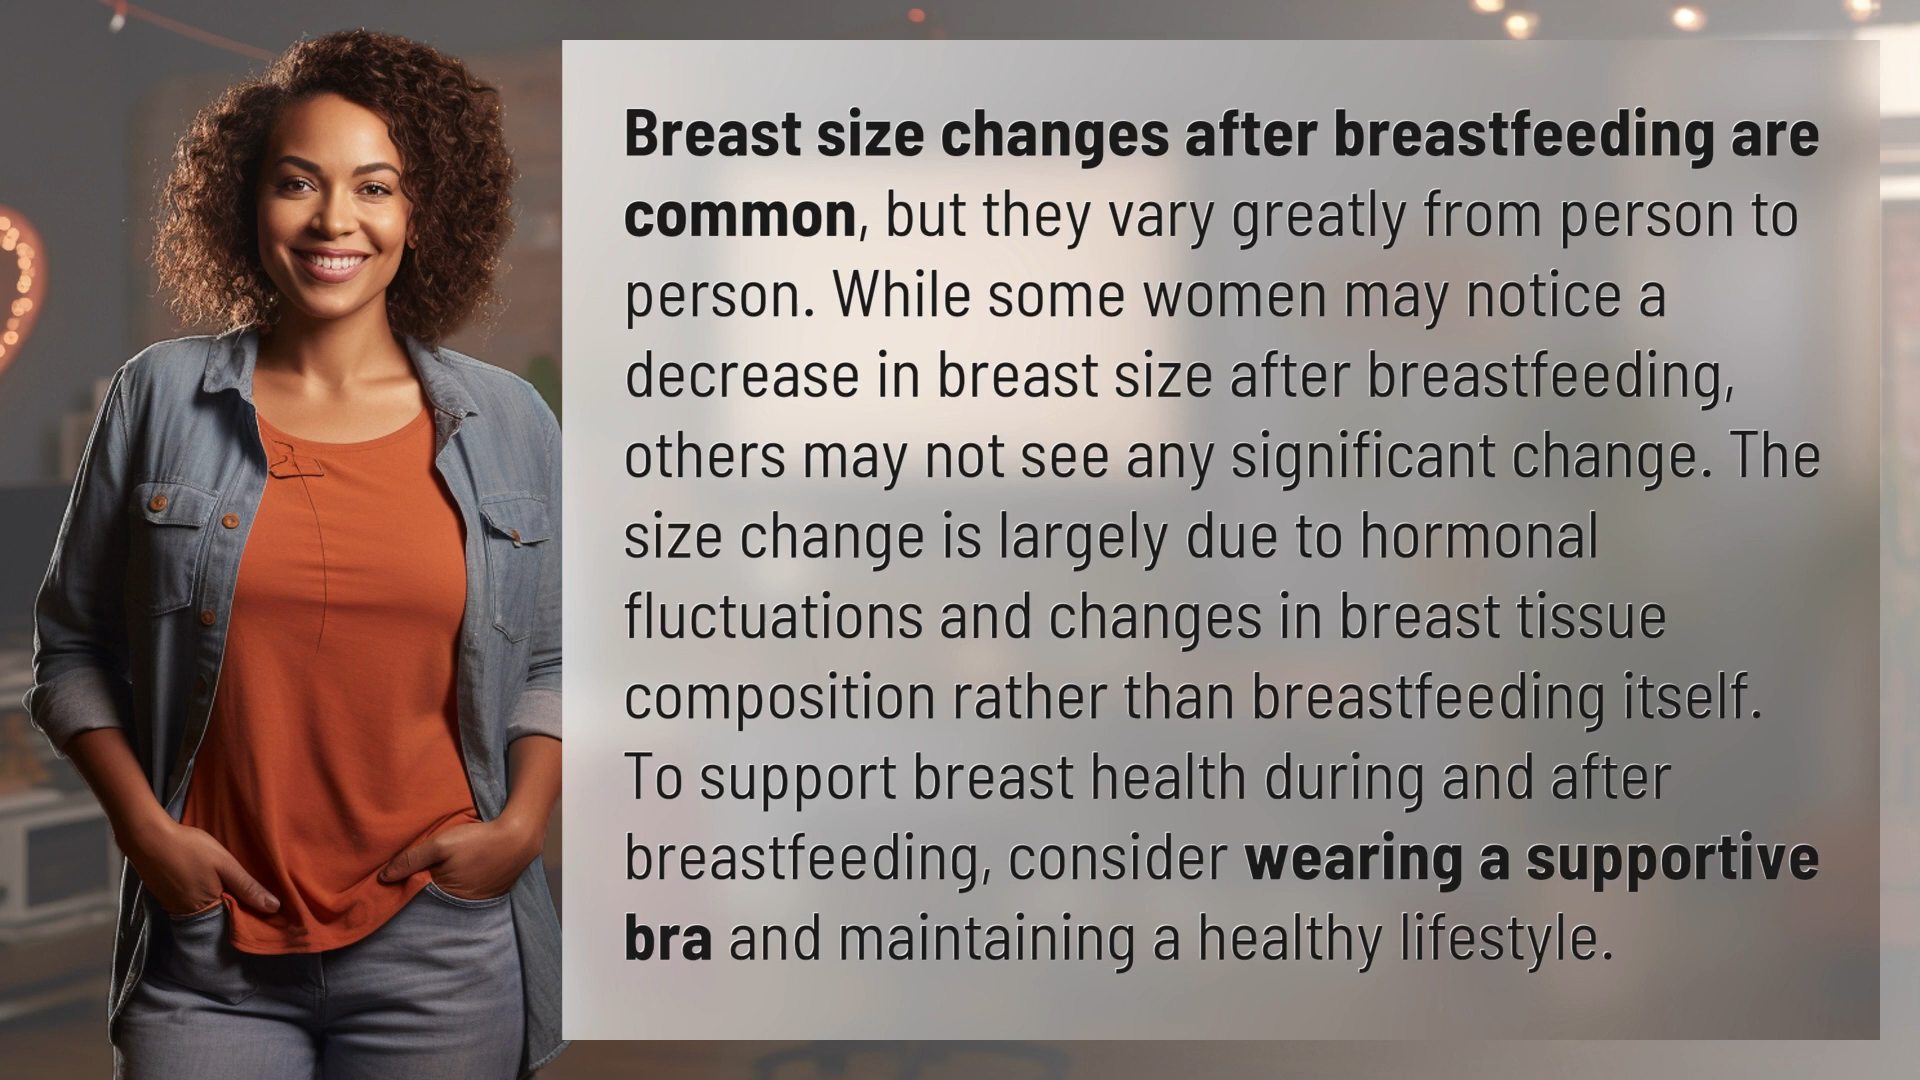 Breast size changes after breastfeeding are
common, but they vary greatly from person to
person. While some women may notice a
decrease in breast size after breastfeeding,
others may not see any significant change. The
size change is largely due to hormonal
fluctuations and changes in breast tissue
composition rather than breastfeeding itself.
To support breast health during and after
breastfeeding, consider wearing a supportive
bra and maintaining a healthy lifestyle.